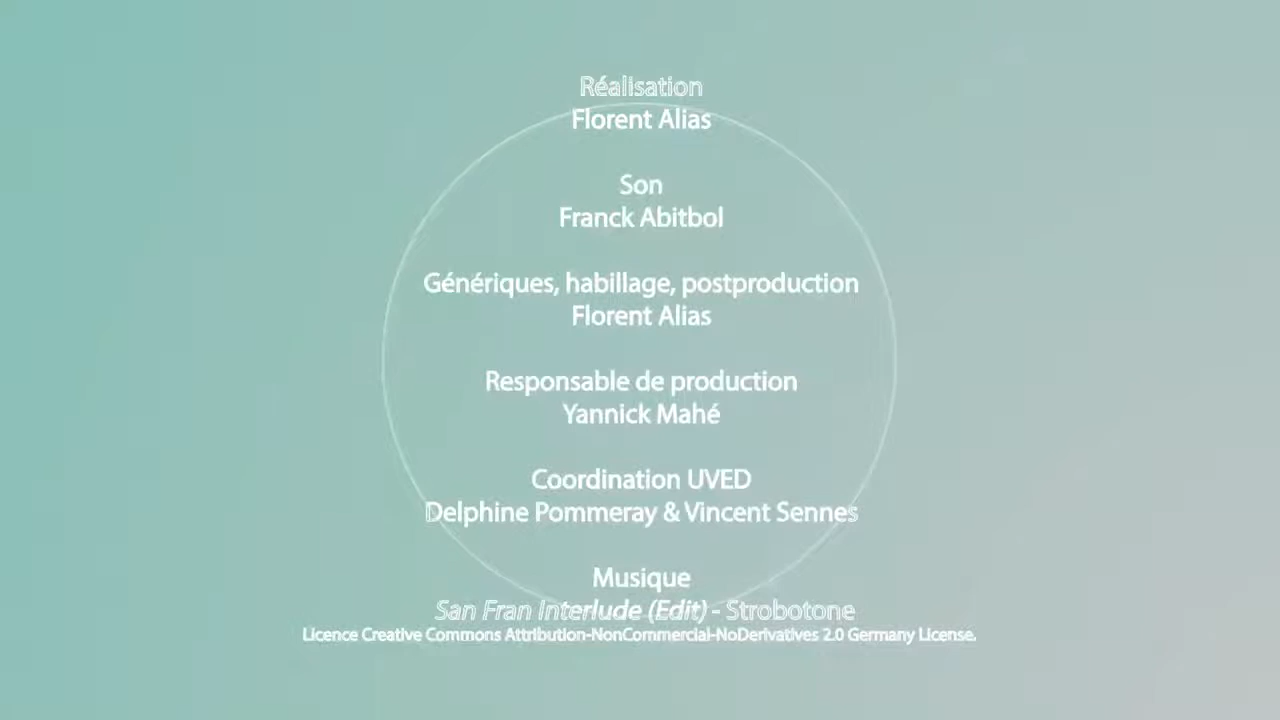 Réalisation
Florent Alias
Son
Franck Abitbol
Génériques, habillage, postproduction
Florent Alias
Responsable de production
Yannick Mahé
Coordination UVED
Delphine Pommeray & Vincent Sennes
Musique
San Fran Interlude (Edit) - Strobotone
Licence Creative Commons Attribution-NonCommercial-NoDerivatives 2.0 Germany License.